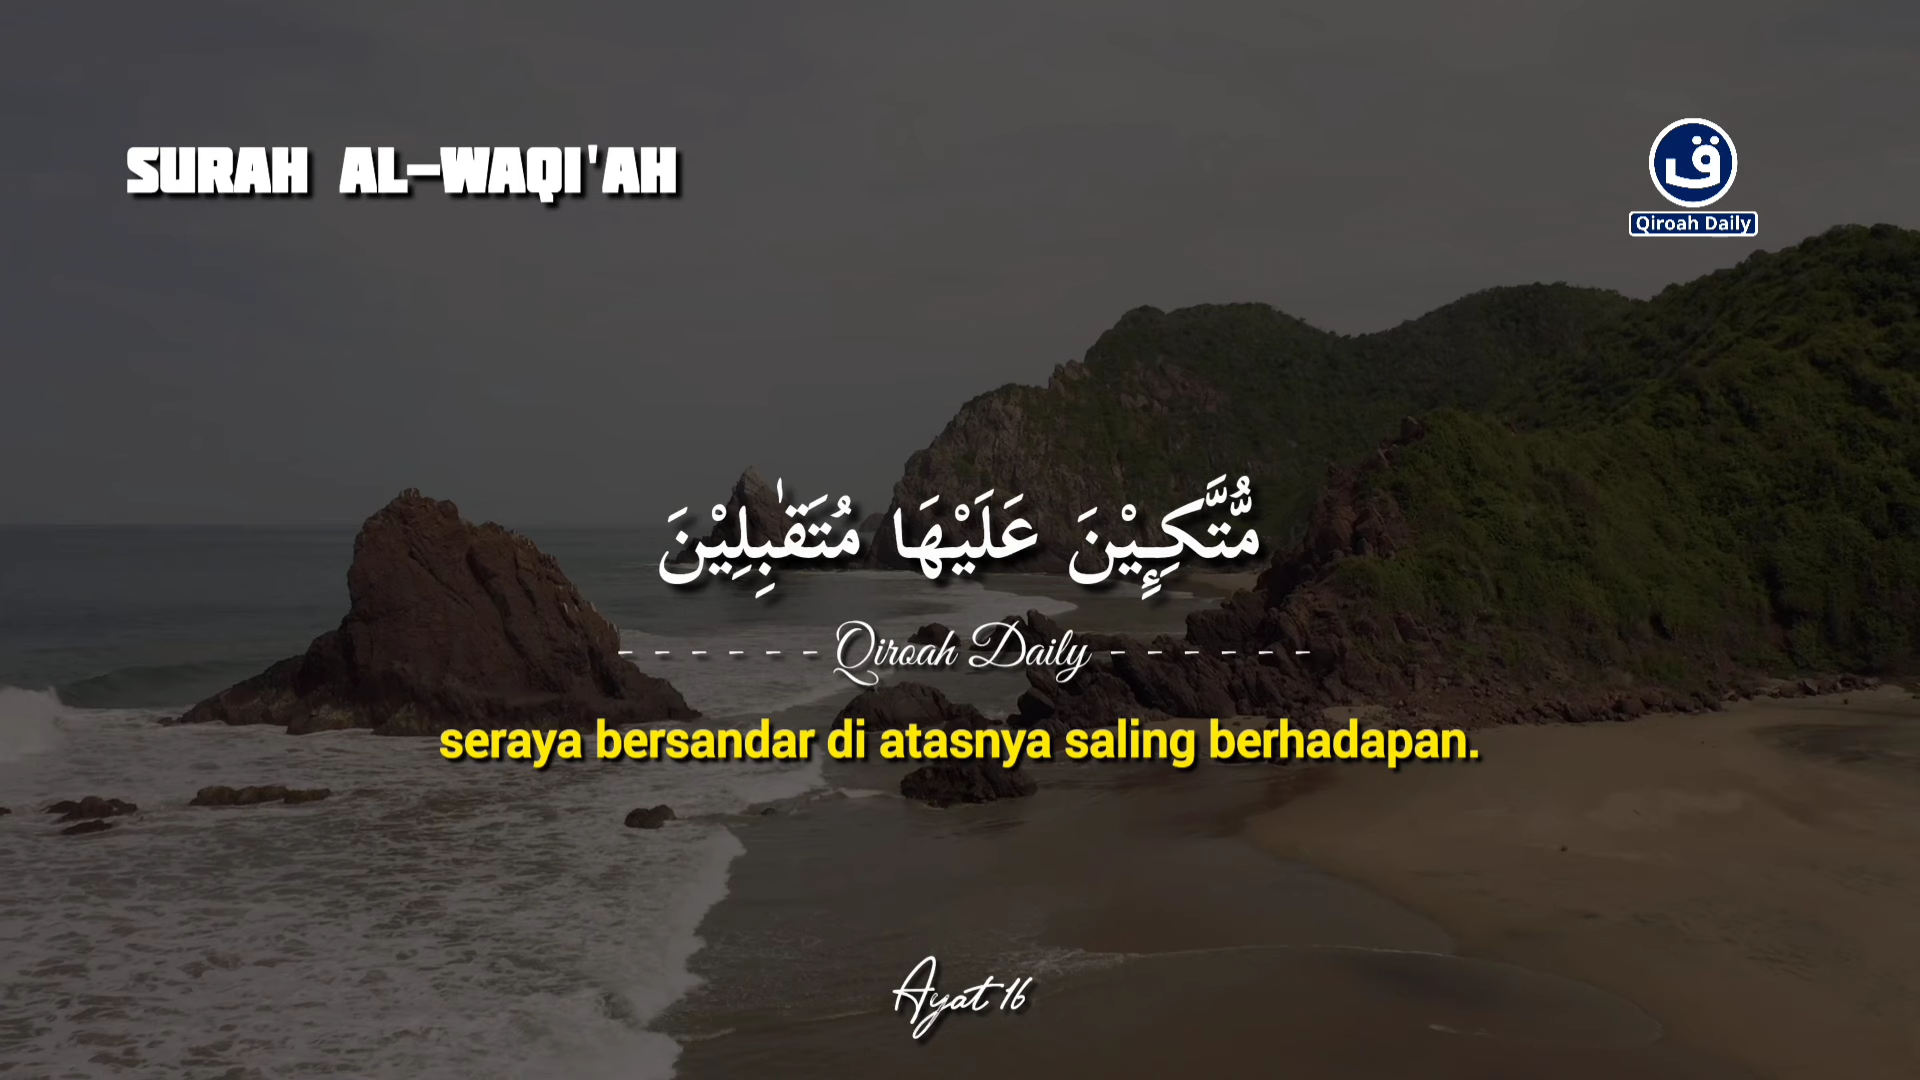 SURAH AL-WAQI'AH
ق
Qiroah Daily
مُّتَّكِـِٕيْنَ عَلَيْهَا مُتَقٰبِلِيْنَ
- - - - - - Qiroah Daily - - - - - -
seraya bersandar di atasnya saling berhadapan.
Ayat 16